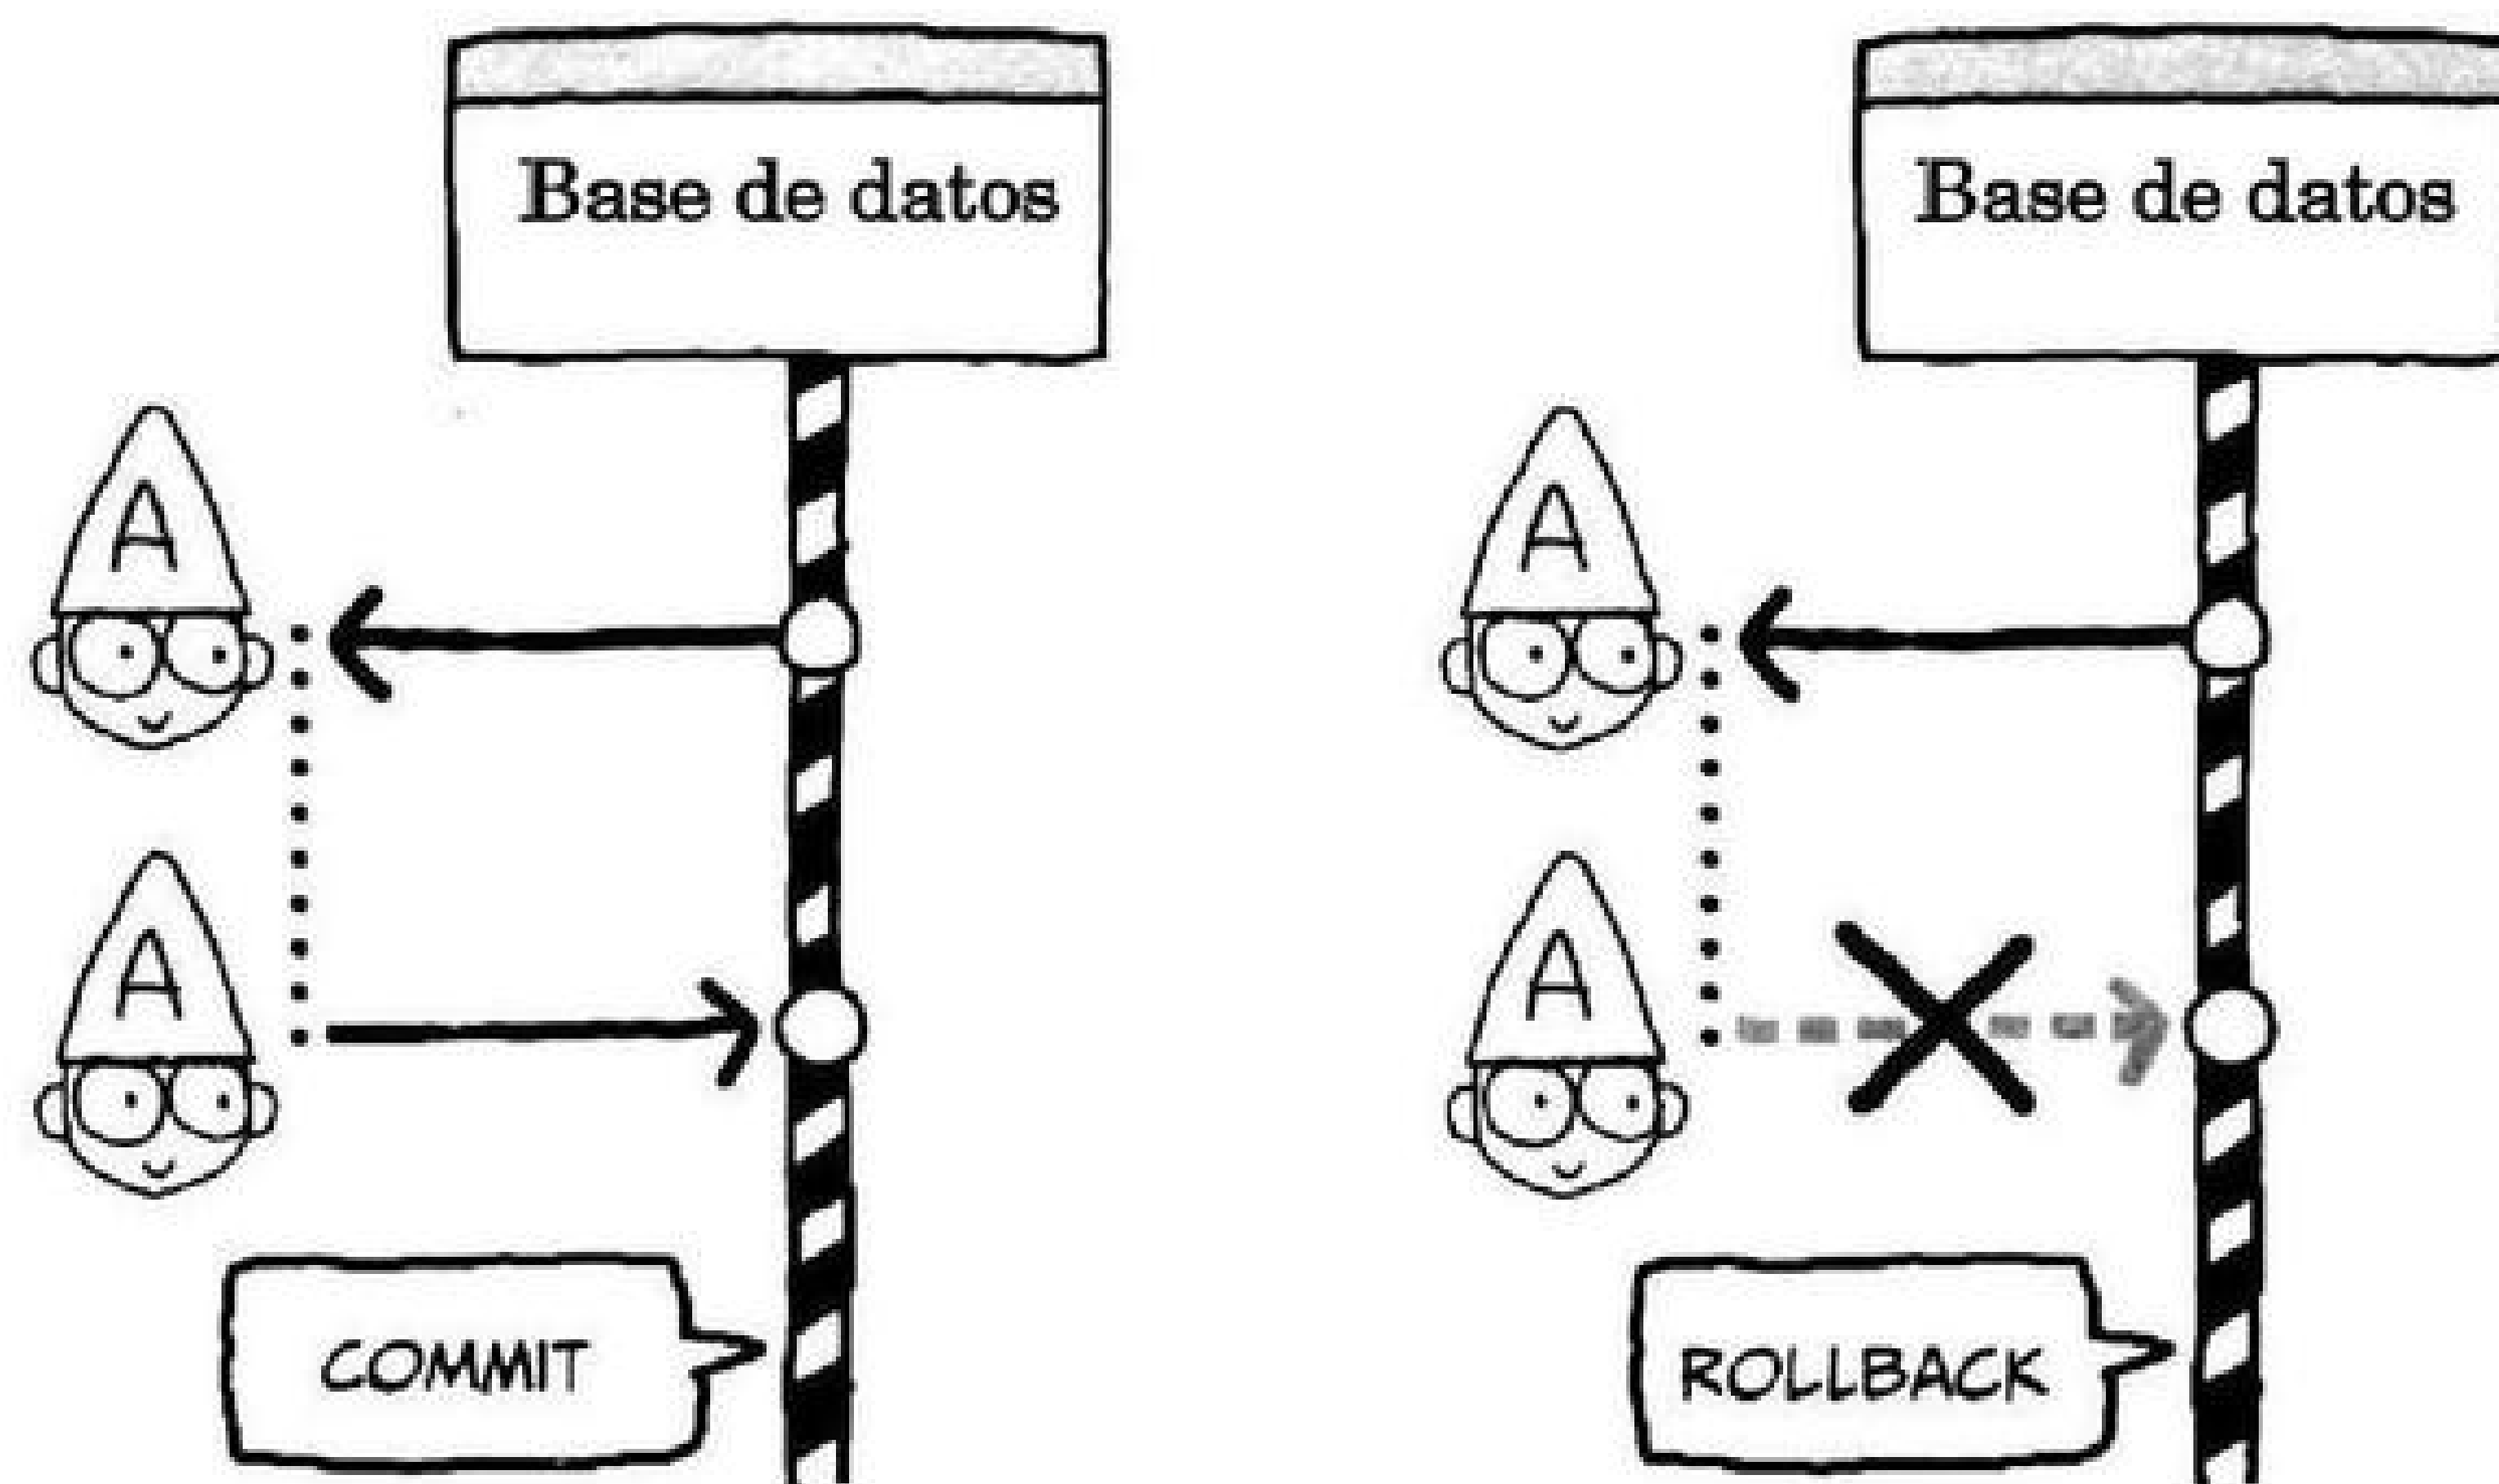 Base de datos
A
A
COMMIT
Base de datos
A
A
ROLLBACK